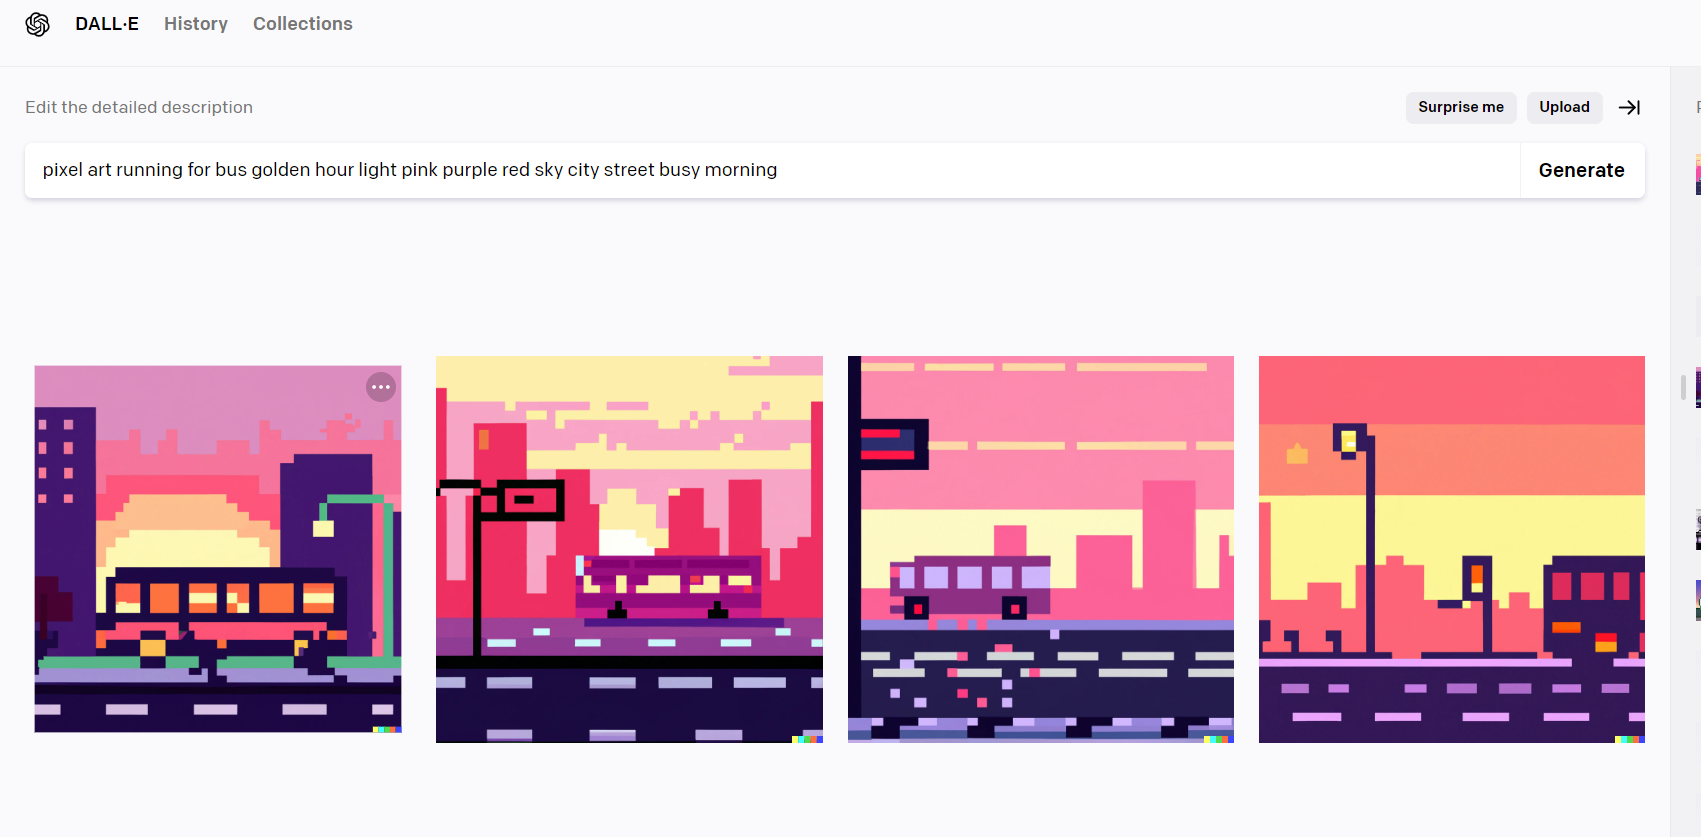 DALL·E History Collections
Edit the detailed description
Surprise me Upload
pixel art running for bus golden hour light pink purple red sky city street busy morning
Generate